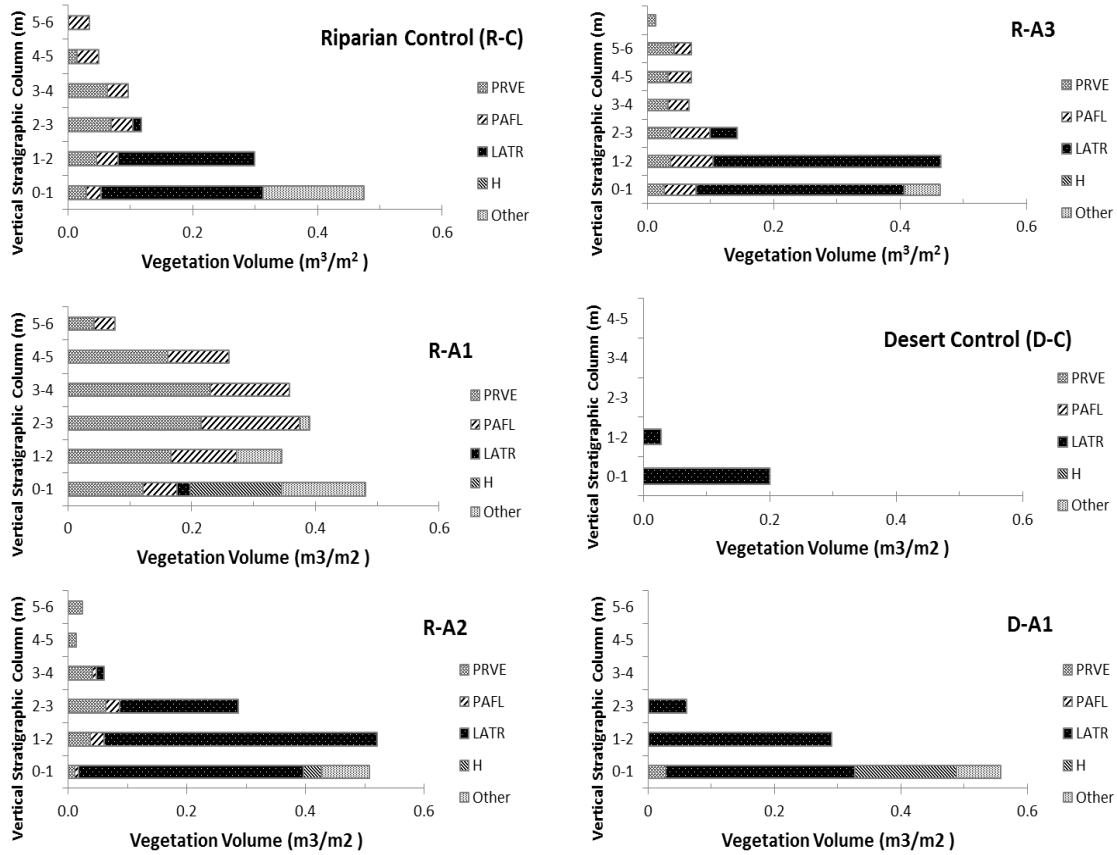 Riparian Control (R-C)
Vertical Stratigraphic Column (m)
5-6
4-5
3-4
2-3
1-2
0-1
0.0 0.2 0.4 0.6
Vegetation Volume (m³/m² )
PRVE
PAFL
LATR
H
Other
R-A3
Vertical Stratigraphic Column (m)
5-6
4-5
3-4
2-3
1-2
0-1
0.0 0.2 0.4 0.6
Vegetation Volume (m³/m²)
PRVE
PAFL
LATR
H
Other
R-A1
Vertical Stratigraphic Column (m)
5-6
4-5
3-4
2-3
1-2
0-1
0 0.2 0.4 0.6
Vegetation Volume (m3/m2 )
PRVE
PAFL
LATR
H
Other
Desert Control (D-C)
Vertical Stratigraphic Column (m)
4-5
3-4
2-3
1-2
0-1
0.0 0.2 0.4 0.6
Vegetation Volume (m3/m2 )
PRVE
PAFL
LATR
H
Other
R-A2
Vertical Stratigraphic Column (m)
5-6
4-5
3-4
2-3
1-2
0-1
0 0.2 0.4 0.6
Vegetation Volume (m3/m2 )
PRVE
PAFL
LATR
H
Other
D-A1
Vertical Stratigraphic Column (m)
5-6
4-5
3-4
2-3
1-2
0-1
0 0.2 0.4 0.6
Vegetation Volume (m3/m2 )
PRVE
PAFL
LATR
H
Other